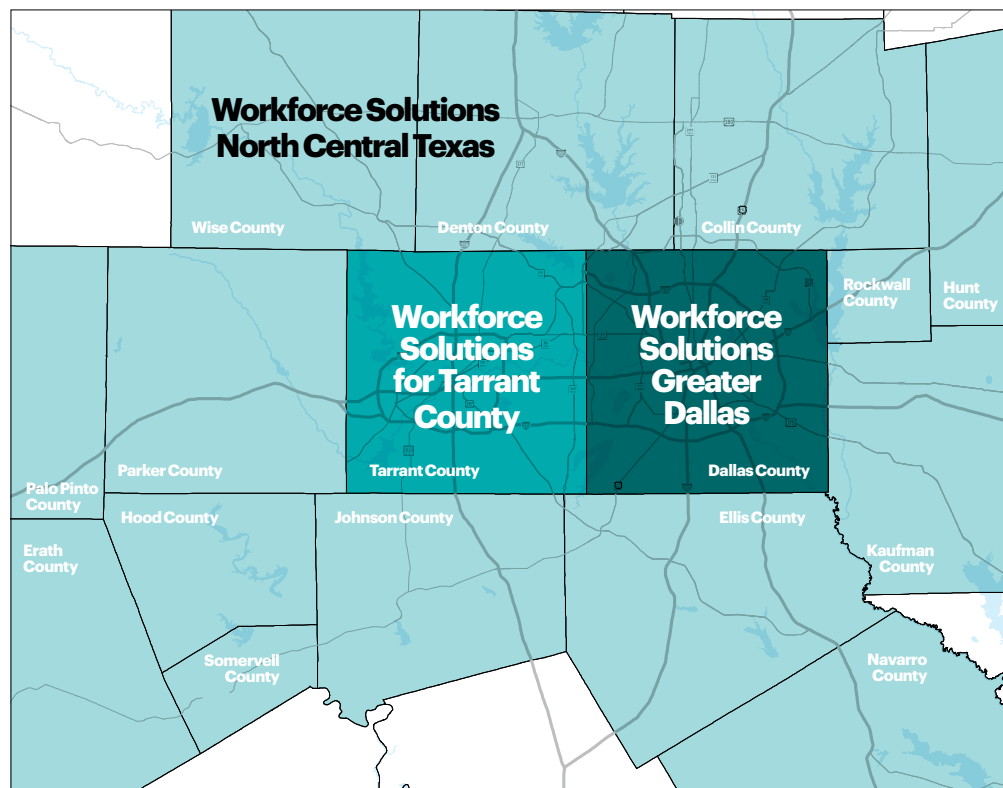 Workforce Solutions
North Central Texas
Wise County
Denton County
Collin County
Rockwall
County
Hunt
County
Workforce
Solutions
for Tarrant
County
Workforce
Solutions
Greater
Dallas
Parker County
Tarrant County
Dallas County
Palo Pinto
County
Hood County
Johnson County
Ellis County
Erath
County
Kaufman
County
Somervell
County
Navarro
County